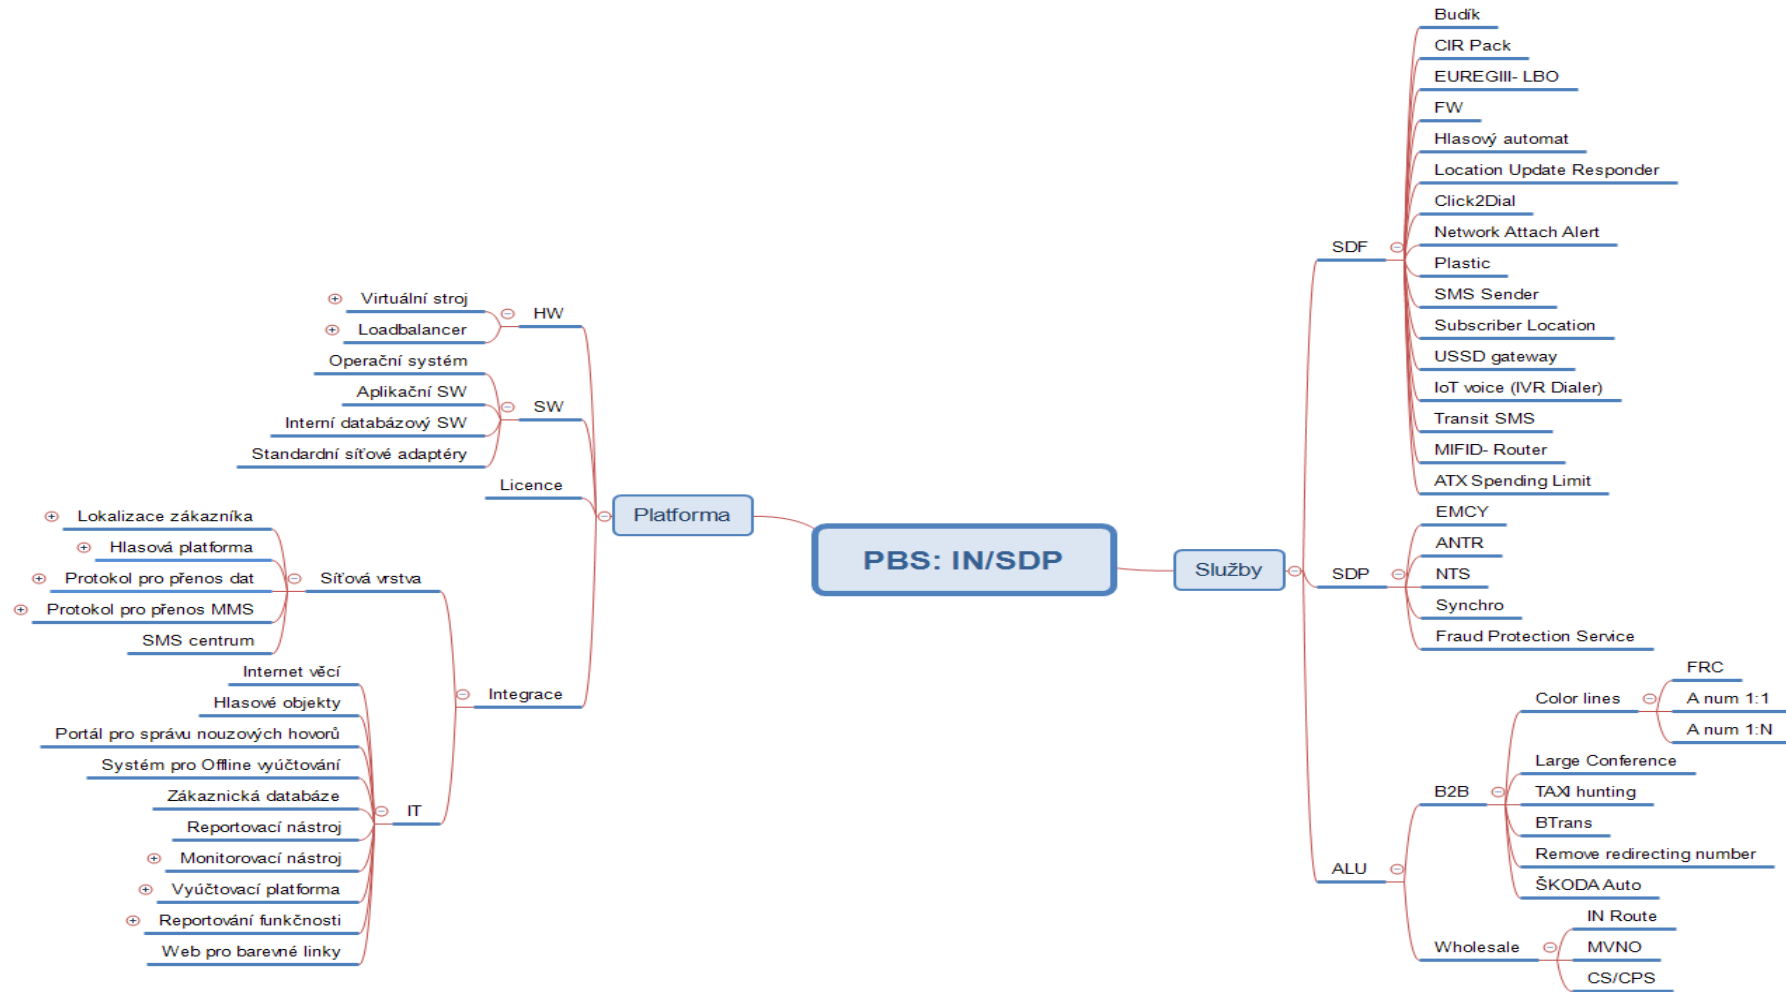 PBS: IN/SDP
Platforma
HW
Virtuální stroj
Loadbalancer
SW
Operační systém
Aplikační SW
Interní databázový SW
Standardní síťové adaptéry
Licence
Integrace
Síťová vrstva
Lokalizace zákazníka
Hlasová platforma
Protokol pro přenos dat
Protokol pro přenos MMS
SMS centrum
IT
Internet věcí
Hlasové objekty
Portál pro správu nouzových hovorů
Systém pro Offline vyúčtování
Zákaznická databáze
Reportovací nástroj
Monitorovací nástroj
Vyúčtovací platforma
Reportování funkčnosti
Web pro barevné linky
Služby
SDF
Budík
CIR Pack
EUREGIII- LBO
FW
Hlasový automat
Location Update Responder
Click2Dial
Network Attach Alert
Plastic
SMS Sender
Subscriber Location
USSD gateway
IoT voice (IVR Dialer)
Transit SMS
MIFID- Router
ATX Spending Limit
SDP
EMCY
ANTR
NTS
Synchro
Fraud Protection Service
ALU
B2B
Color lines
FRC
A num 1:1
A num 1:N
Large Conference
TAXI hunting
BTrans
Remove redirecting number
ŠKODA Auto
Wholesale
IN Route
MVNO
CS/CPS